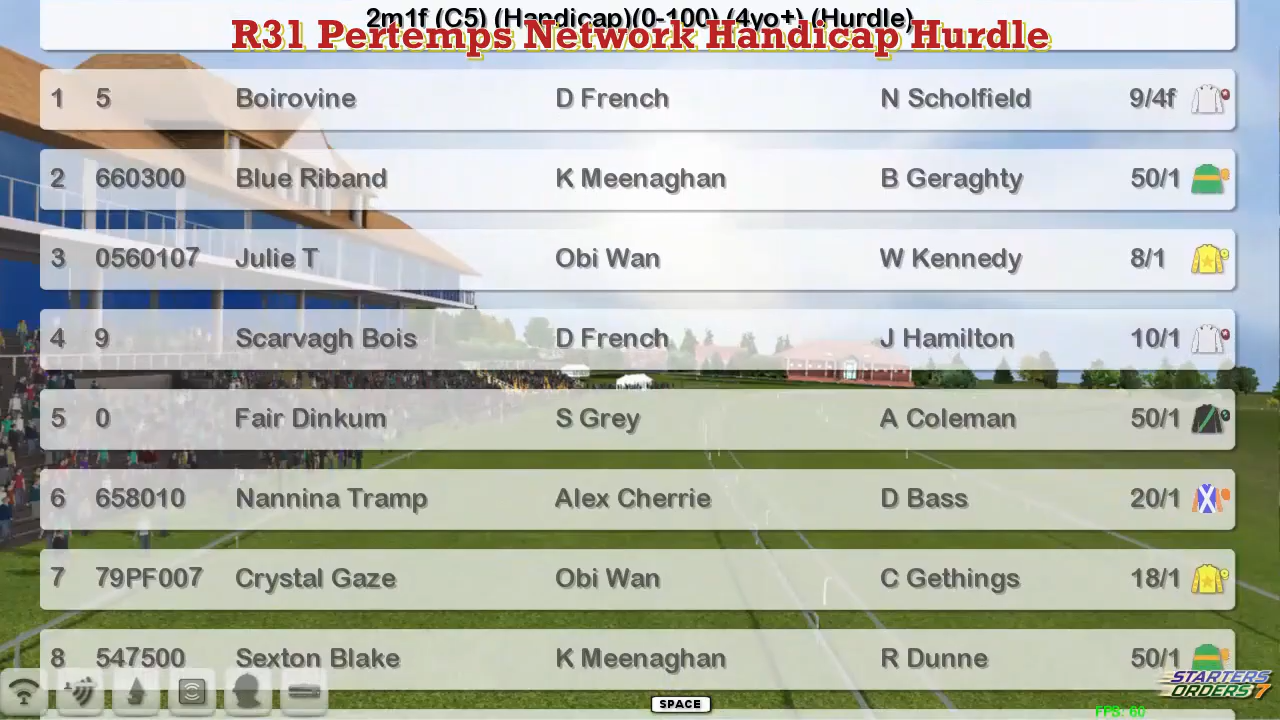 2m1f (C5) (Handicap)(0-100) (4yo+) (Hurdle)
R31 Pertemps Network Handicap Hurdle
1 5 Boirovine D French N Scholfield 9/4f
2 660300 Blue Riband K Meenaghan B Geraghty 50/1
3 0560107 Julie T Obi Wan W Kennedy 8/1
4 9 Scarvagh Bois D French J Hamilton 10/1
5 0 Fair Dinkum S Grey A Coleman 50/1
6 658010 Nannina Tramp Alex Cherrie D Bass 20/1
7 79PF007 Crystal Gaze Obi Wan C Gethings 18/1
8 547500 Sexton Blake K Meenaghan R Dunne 50/1
STARTERS
ORDERS 7
SPACE
FPS: 60